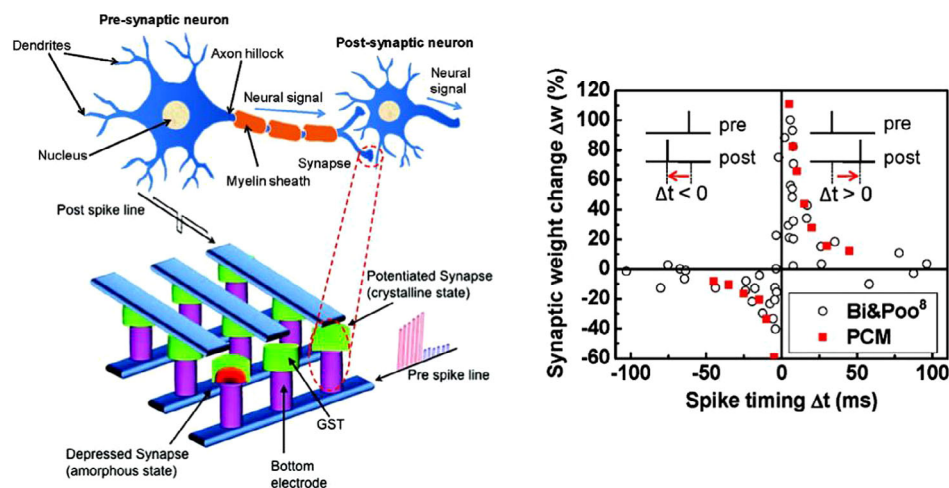 Pre-synaptic neuron
Dendrites
Axon hillock
Post-synaptic neuron
Neural signal
Neural
signal
Nucleus
Myelin sheath
Synapse
Post spike line
Potentiated Synapse
(crystalline state)
Pre spike line
GST
Depressed Synapse
(amorphous state)
Bottom
electrode
Synaptic weight change Δw (%)
120
100
80
60
40
20
0
-20
-40
-60
pre
post
Δt < 0
pre
post
Δt > 0
Bi&Poo⁸
PCM
-100 -50 0 50 100
Spike timing Δt (ms)